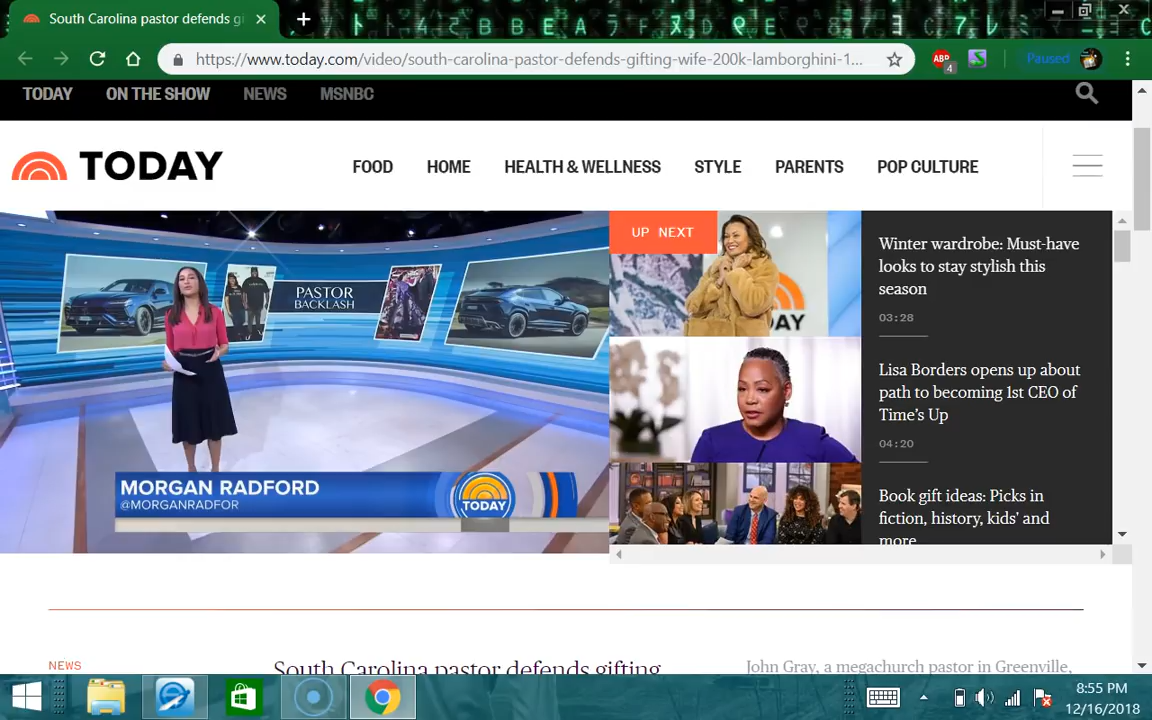 South Carolina pastor defends gi
https://www.today.com/video/south-carolina-pastor-defends-gifting-wife-200k-lamborghini-1...
ABP
4
Paused
TODAY ON THE SHOW NEWS MSNBC
TODAY
FOOD HOME HEALTH & WELLNESS STYLE PARENTS POP CULTURE
UP NEXT
PASTOR
BACKLASH
MORGAN RADFORD
@MORGANRADFOR
TODAY
Winter wardrobe: Must-have
looks to stay stylish this
season
03:28
Lisa Borders opens up about
path to becoming 1st CEO of
Time's Up
04:20
Book gift ideas: Picks in
fiction, history, kids' and
more
NEWS
South Carolina pastor defends gifting
John Gray, a megachurch pastor in Greenville,
8:55 PM
12/16/2018